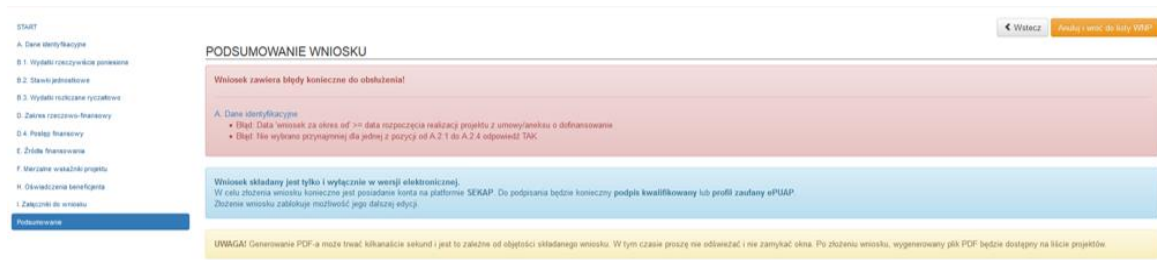 START
A. Dane identyfikacyjne
B.1. Wydatki rzeczywiście poniesione
B.2. Stawki jednostkowe
B.3. Wydatki rozliczane ryczałtowo
D. Zakres rzeczowo-finansowy
D.4. Postęp finansowy
E. Źródła finansowania
F. Mierzalne wskaźniki projektu
H. Oświadczenia beneficjenta
I. Załączniki do wniosku
Podsumowanie
Wstecz
Anuluj i wróć do listy WNP
PODSUMOWANIE WNIOSKU
Wniosek zawiera błędy konieczne do obsłużenia!
A. Dane identyfikacyjne
Błąd: Data 'wniosek za okres od' >= data rozpoczęcia realizacji projektu z umowy/aneksu o dofinansowanie
Błąd: Nie wybrano przynajmniej dla jednej z pozycji od A.2.1 do A.2.4 odpowiedź TAK.
Wniosek składany jest tylko i wyłącznie w wersji elektronicznej.
W celu złożenia wniosku konieczne jest posiadanie konta na platformie SEKAP. Do podpisania będzie konieczny podpis kwalifikowany lub profil zaufany ePUAP.
Złożenie wniosku zablokuje możliwość jego dalszej edycji.
UWAGA! Generowanie PDF-a może trwać kilkanaście sekund i jest to zależne od objętości składanego wniosku. W tym czasie proszę nie odświeżać i nie zamykać okna. Po złożeniu wniosku, wygenerowany plik PDF będzie dostępny na liście projektów.